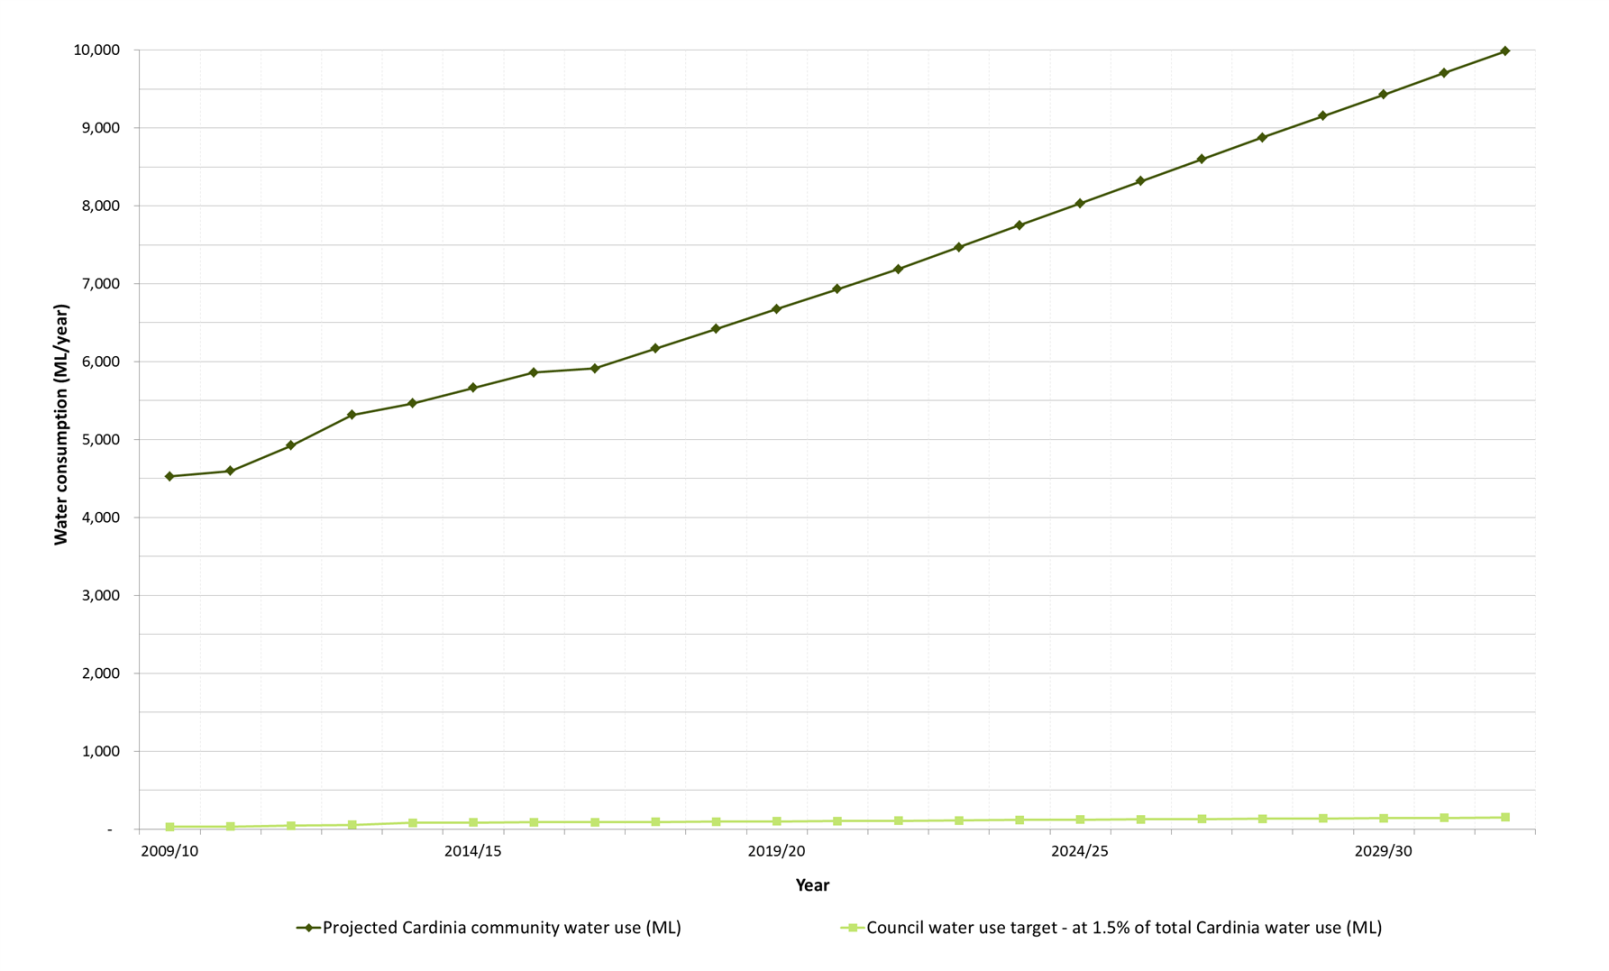 10,000
9,000
8,000
7,000
6,000
5,000
4,000
3,000
2,000
1,000
-
Water consumption (ML/year)
2009/10 2014/15 2019/20 2024/25 2029/30
Year
Projected Cardinia community water use (ML) Council water use target - at 1.5% of total Cardinia water use (ML)